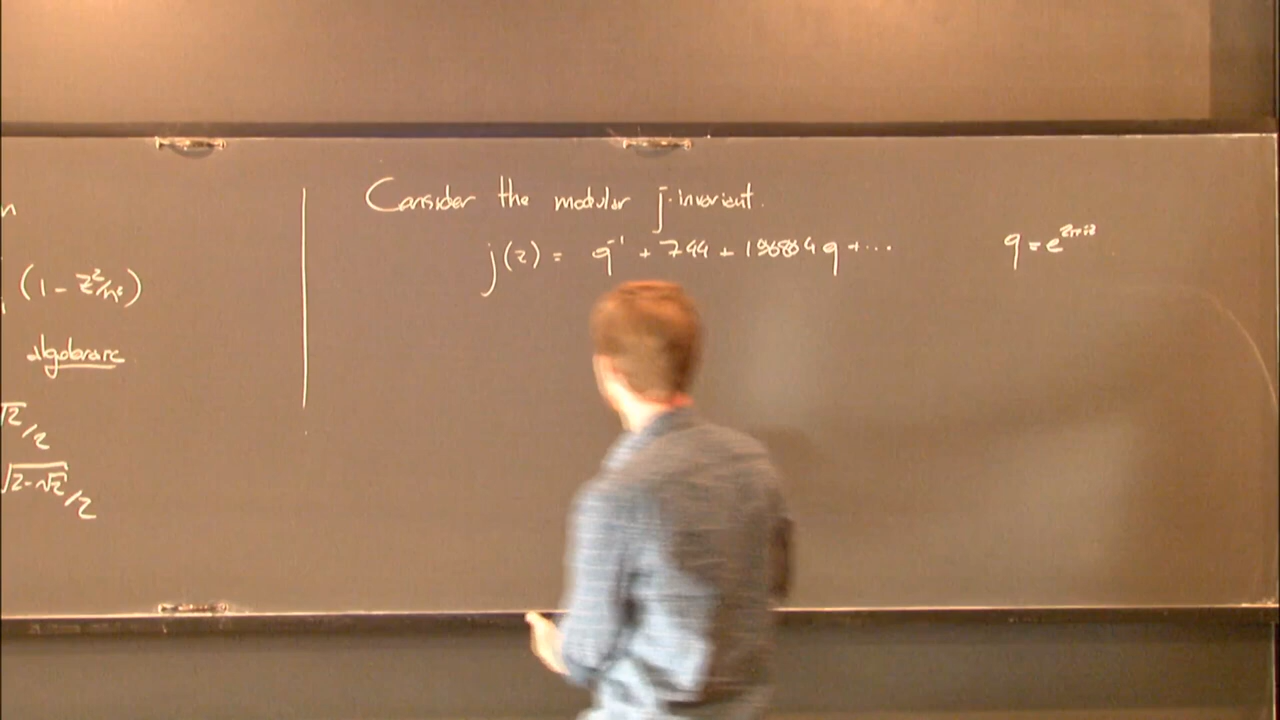 n
(1 - z²/n²)
algebraic
√2/2
√2-√2/2
Consider the modular j-invariant.
j(z) = q⁻¹ + 744 + 196884 q + ...
q = e^{2πiz}